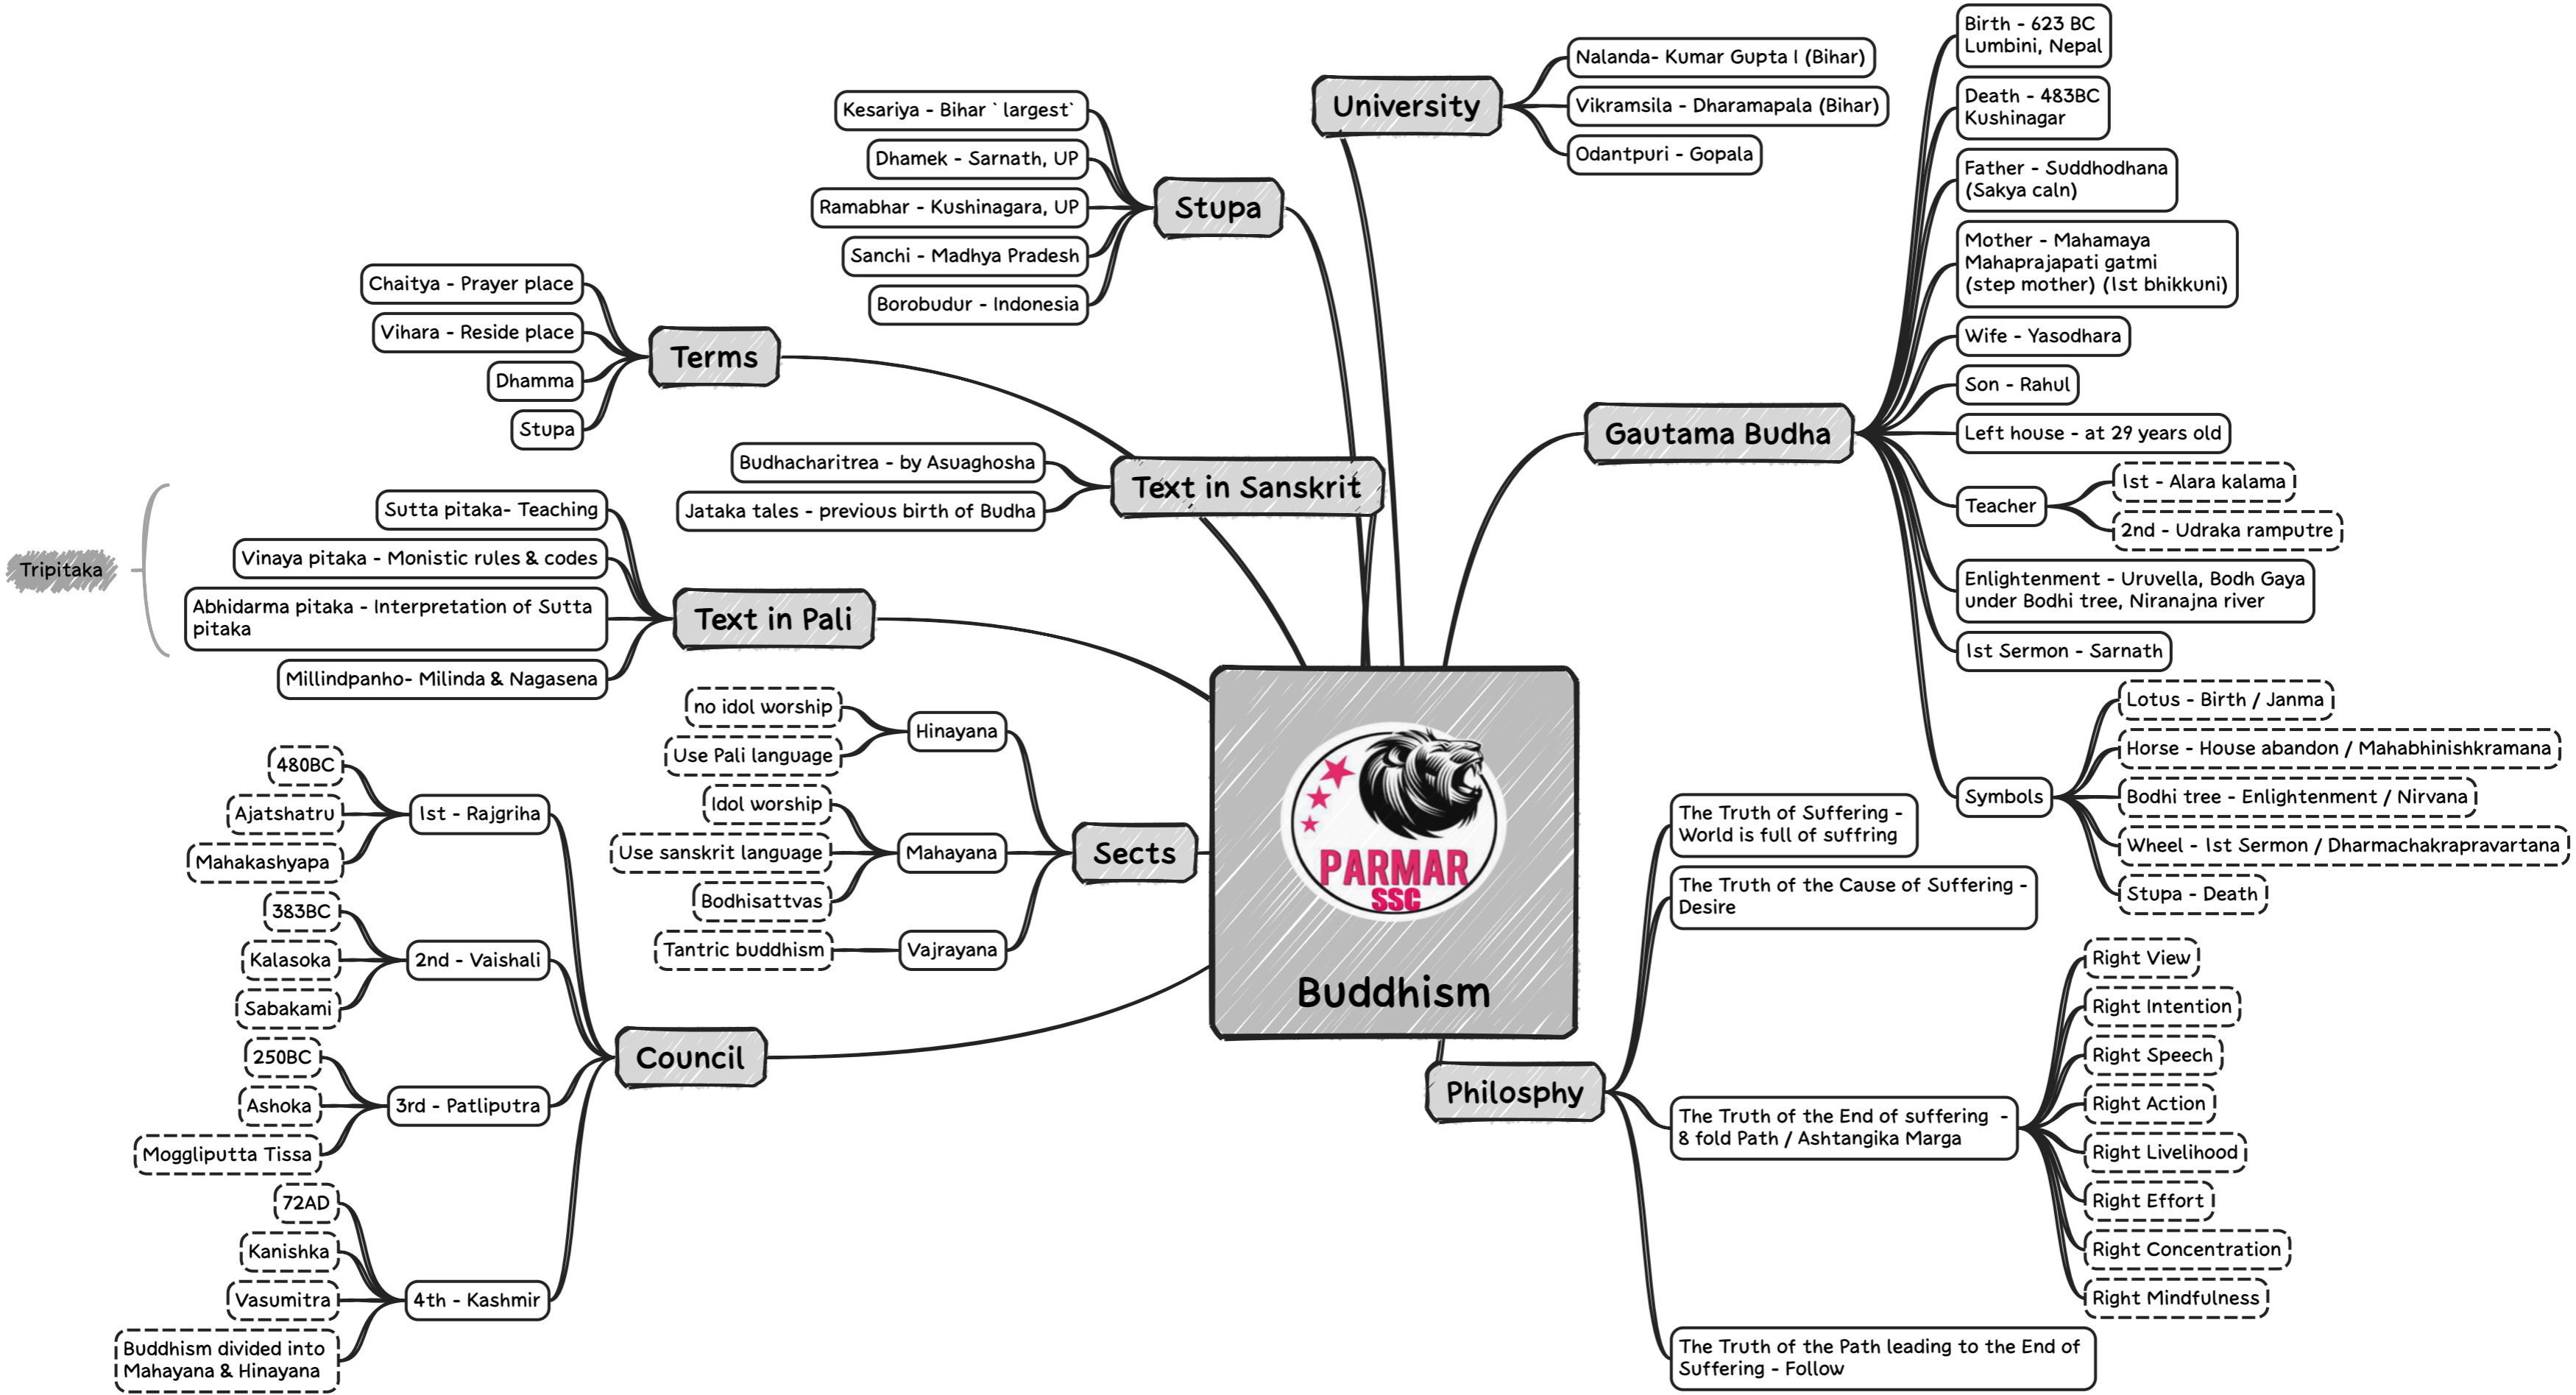 Birth - 623 BC
Lumbini, Nepal
Death - 483BC
Kushinagar
Father - Suddhodhana
(Sakya caln)
Mother - Mahamaya
Mahaprajapati gatmi
(step mother) (1st bhikkuni)
Wife - Yasodhara
Son - Rahul
Left house - at 29 years old
Teacher
1st - Alara kalama
2nd - Udraka ramputre
Enlightenment - Uruvella, Bodh Gaya
under Bodhi tree, Niranajna river
1st Sermon - Sarnath
Symbols
Lotus - Birth / Janma
Horse - House abandon / Mahabhinishkramana
Bodhi tree - Enlightenment / Nirvana
Wheel - 1st Sermon / Dharmachakrapravartana
Stupa - Death
Gautama Budha
University
Nalanda- Kumar Gupta I (Bihar)
Vikramsila - Dharamapala (Bihar)
Odantpuri - Gopala
Stupa
Kesariya - Bihar ` largest`
Dhamek - Sarnath, UP
Ramabhar - Kushinagara, UP
Sanchi - Madhya Pradesh
Borobudur - Indonesia
Terms
Chaitya - Prayer place
Vihara - Reside place
Dhamma
Stupa
Text in Sanskrit
Budhacharitrea - by Asuaghosha
Jataka tales - previous birth of Budha
Text in Pali
Tripitaka
Sutta pitaka- Teaching
Vinaya pitaka - Monistic rules & codes
Abhidarma pitaka - Interpretation of Sutta
pitaka
Millindpanho- Milinda & Nagasena
Sects
Hinayana
no idol worship
Use Pali language
Mahayana
Idol worship
Use sanskrit language
Bodhisattvas
Vajrayana
Tantric buddhism
Council
1st - Rajgriha
480BC
Ajatshatru
Mahakashyapa
2nd - Vaishali
383BC
Kalasoka
Sabakami
3rd - Patliputra
250BC
Ashoka
Moggliputta Tissa
4th - Kashmir
72AD
Kanishka
Vasumitra
Buddhism divided into
Mahayana & Hinayana
PARMAR
SSC
Buddhism
Philosphy
The Truth of Suffering -
World is full of suffring
The Truth of the Cause of Suffering -
Desire
The Truth of the End of suffering  -
8 fold Path / Ashtangika Marga
Right View
Right Intention
Right Speech
Right Action
Right Livelihood
Right Effort
Right Concentration
Right Mindfulness
The Truth of the Path leading to the End of
Suffering - Follow